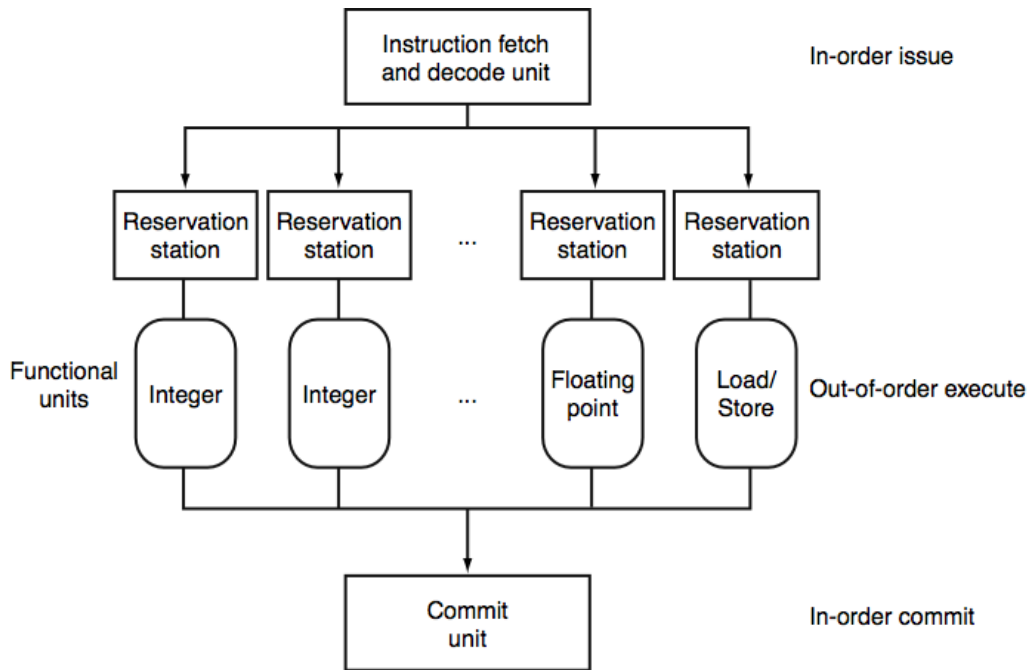 Instruction fetch
and decode unit
In-order issue
Reservation
station
Reservation
station
...
Reservation
station
Reservation
station
Functional
units
Integer
Integer
...
Floating
point
Load/
Store
Out-of-order execute
Commit
unit
In-order commit